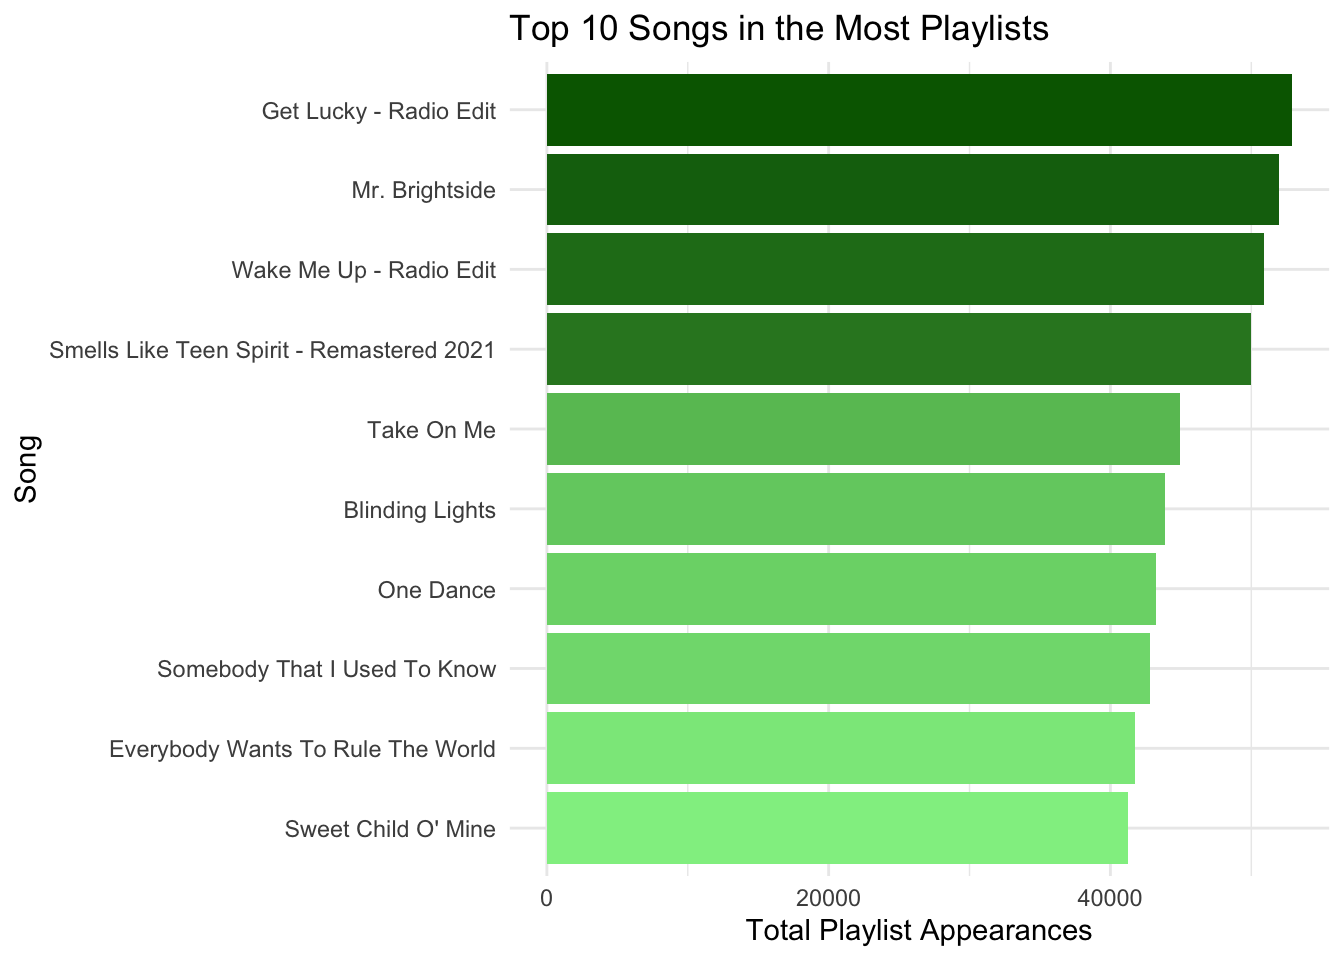 Top 10 Songs in the Most Playlists
Get Lucky - Radio Edit
Mr. Brightside
Wake Me Up - Radio Edit
Smells Like Teen Spirit - Remastered 2021
Take On Me
Blinding Lights
One Dance
Somebody That I Used To Know
Everybody Wants To Rule The World
Sweet Child O' Mine
Song
0 20000 40000
Total Playlist Appearances